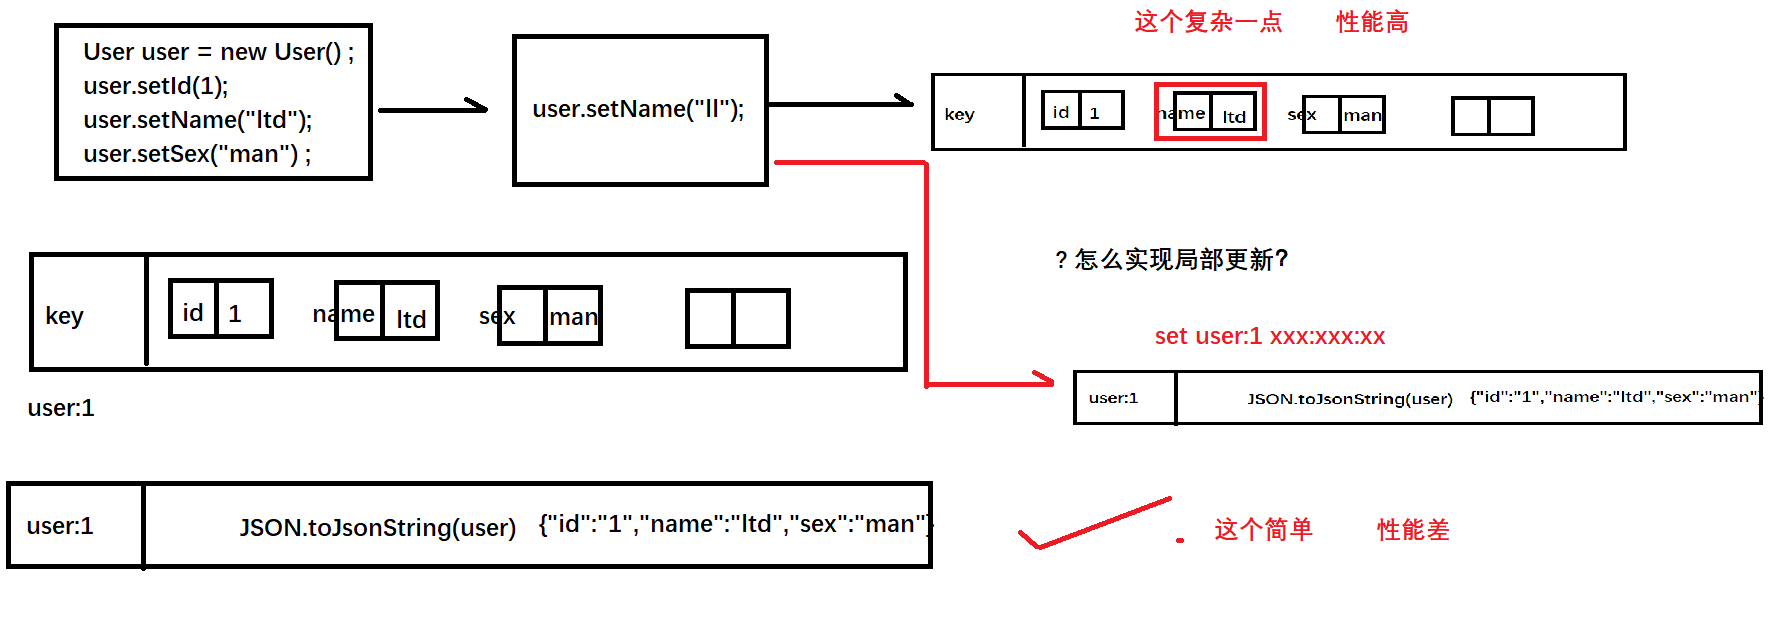 这个复杂一点 性能高
User user = new User() ;
user.setId(1);
user.setName("ltd");
user.setSex("man") ;
user.setName("ll");
key id 1 name ltd sex man
? 怎么实现局部更新?
key id 1 name ltd sex man
set user:1 xxx:xxx:xx
user:1 JSON.toJsonString(user) {"id":"1","name":"ltd","sex":"man"}
user:1
user:1 JSON.toJsonString(user) {"id":"1","name":"ltd","sex":"man"}
这个简单 性能差